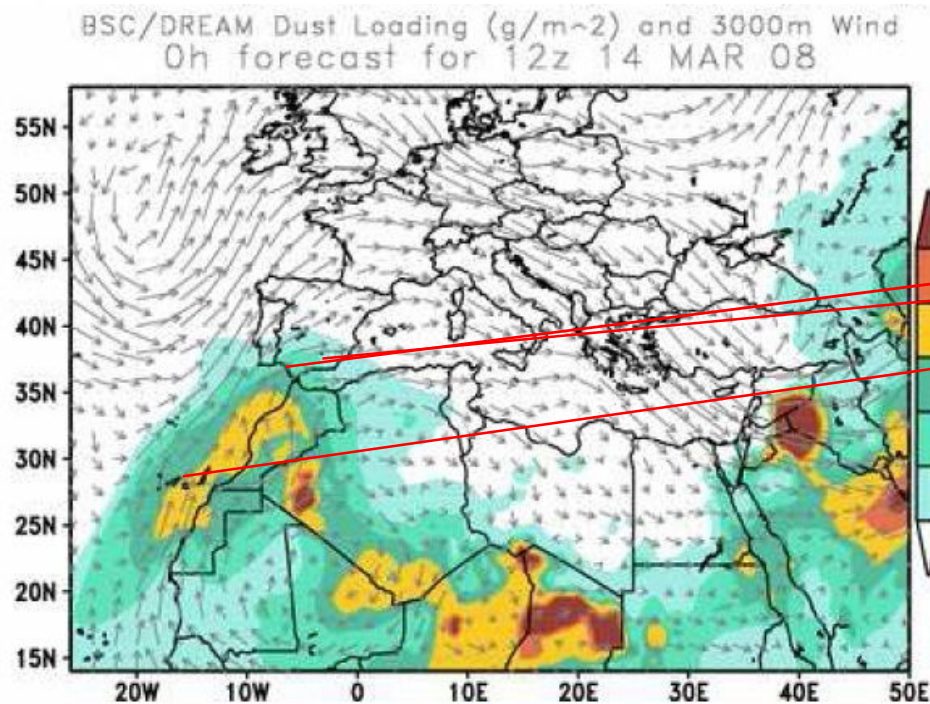 BSC/DREAM Dust Loading (g/m~2) and 3000m Wind
0h forecast for 12z 14 MAR 08
55N
50N
45N
40N
35N
30N
25N
20N
15N
20W 10W 0 10E 20E 30E 40E 50E